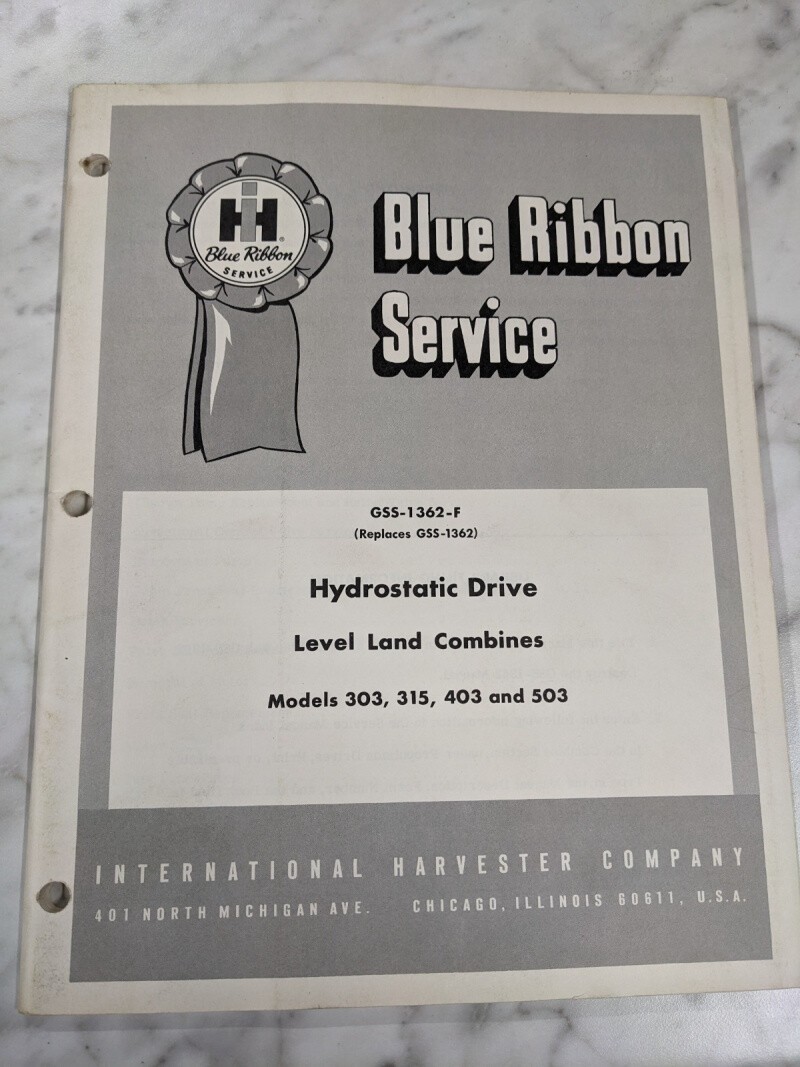 IH
Blue Ribbon
SERVICE
Blue Ribbon
Service
GSS-1362-F
(Replaces GSS-1362)
Hydrostatic Drive
Level Land Combines
Models 303, 315, 403 and 503
INTERNATIONAL HARVESTER COMPANY
401 NORTH MICHIGAN AVE. CHICAGO, ILLINOIS 60611, U.S.A.